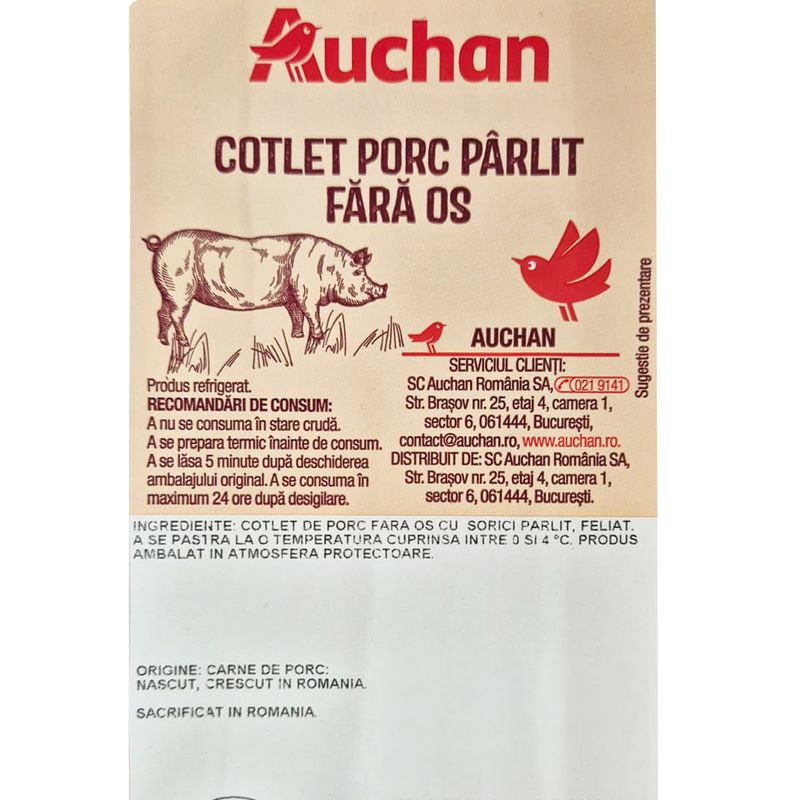 Auchan
COTLET PORC PÂRLIT
FĂRĂ OS
Sugestie de prezentare
Produs refrigerat.
RECOMANDĂRI DE CONSUM:
A nu se consuma în stare crudă.
A se prepara termic înainte de consum.
A se lăsa 5 minute după deschiderea
ambalajului original. A se consuma în
maximum 24 ore după desigilare.
AUCHAN
SERVICIUL CLIENȚI:
SC Auchan România SA, 021 9141
Str. Brașov nr. 25, etaj 4, camera 1,
sector 6, 061444, București,
contact@auchan.ro, www.auchan.ro.
DISTRIBUIT DE: SC Auchan România SA,
Str. Brașov nr. 25, etaj 4, camera 1,
sector 6, 061444, București.
INGREDIENTE: COTLET DE PORC FARA OS CU SORICI PARLIT, FELIAT.
A SE PASTRA LA O TEMPERATURA CUPRINSA INTRE 0 SI 4 °C. PRODUS
AMBALAT IN ATMOSFERA PROTECTOARE.
ORIGINE: CARNE DE PORC:
NASCUT, CRESCUT IN ROMANIA.
SACRIFICAT IN ROMANIA.